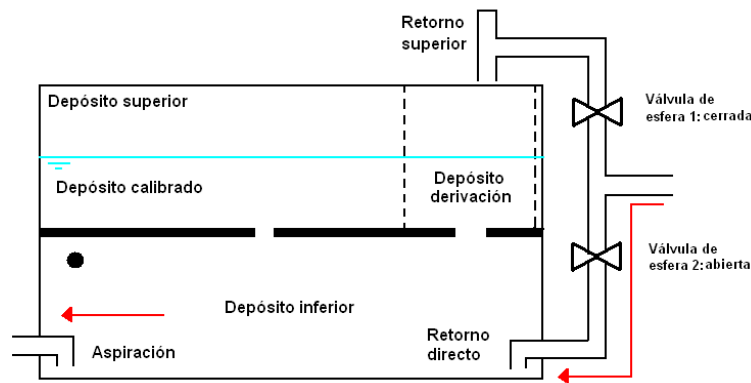 Retorno
superior
Depósito superior
Válvula de
esfera 1: cerrada
Depósito calibrado
Depósito
derivación
Válvula de
esfera 2: abierta
Depósito inferior
Aspiración
Retorno
directo